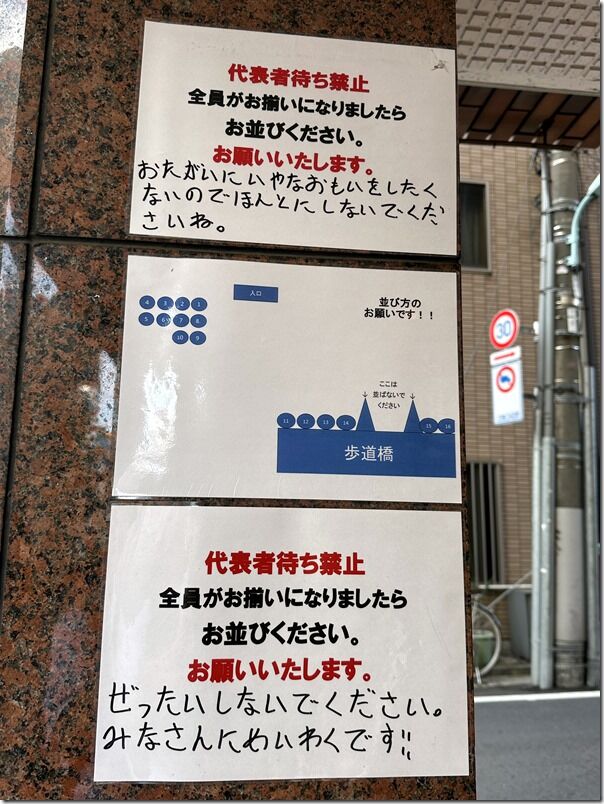 代表者待ち禁止
全員がお揃いになりましたら
お並びください。
お願いいたします。
おたがいにいやなおもいをしたく
ないのでほんとにしないでくだ
さいね。
入口
並び方の
お願いです！！
4 3 2 1
5 6 7 8
10 9
ここは
並ばないで
ください
11 12 13 14
15 16
歩道橋
代表者待ち禁止
全員がお揃いになりましたら
お並びください。
お願いいたします。
ぜったいしないでください。
みなさんにめいわくです!!
30